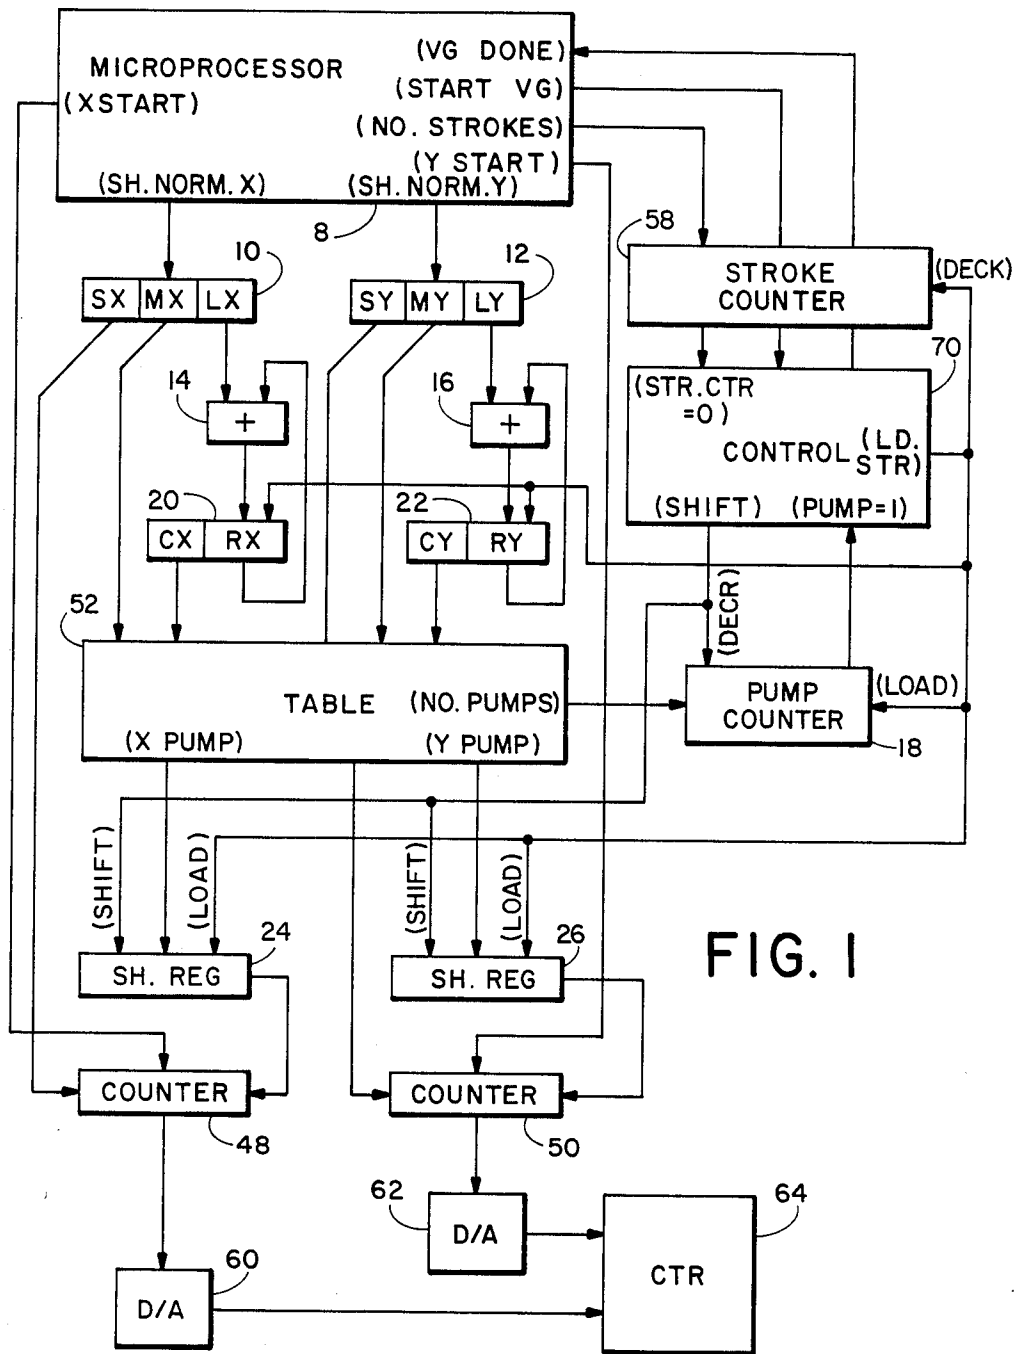 MICROPROCESSOR
(VG DONE)
(START VG)
(X START)
(NO. STROKES)
(Y START)
(SH. NORM. X)
(SH. NORM. Y)
8
58
10
12
STROKE
COUNTER
(DECK)
SX MX LX
SY MY LY
70
14
+
16
+
(STR. CTR
=0)
CONTROL
(LD.
STR)
(SHIFT)
(PUMP=1)
20
22
CX RX
CY RY
52
(DECR)
TABLE
(NO. PUMPS)
PUMP
COUNTER
(LOAD)
18
(X PUMP)
(Y PUMP)
(SHIFT)
(LOAD)
(SHIFT)
(LOAD)
24
26
SH. REG
SH. REG
FIG. 1
COUNTER
COUNTER
48
50
62
64
D/A
60
CTR
D/A